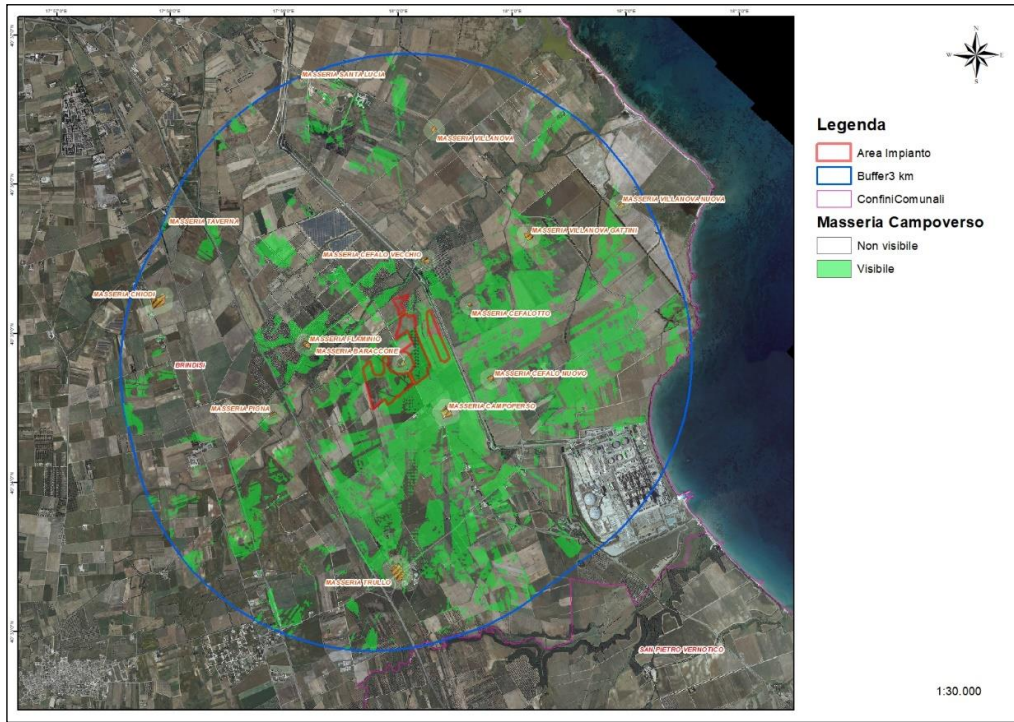 N
W
E
S
MASSERIA SANTA LUCIA
MASSERIA VILLANOVA
MASSERIA VILLANOVA NUOVA
MASSERIA TAVERNA
MASSERIA VILLANOVA GATTINI
MASSERIA CEFALO VECCHIO
MASSERIA CHIODI
MASSERIA CEFALOTTO
MASSERIA FLAMINIO
MASSERIA BARACCONE
BRINDISI
MASSERIA CEFALO NUOVO
MASSERIA PIGNA
MASSERIA CAMPOPERSO
MASSERIA TRULLO
SAN PIETRO VERNOTICO
Legenda
Area Impianto
Buffer3 km
ConfiniComunali
Masseria Campoverso
Non visibile
Visibile
1:30.000